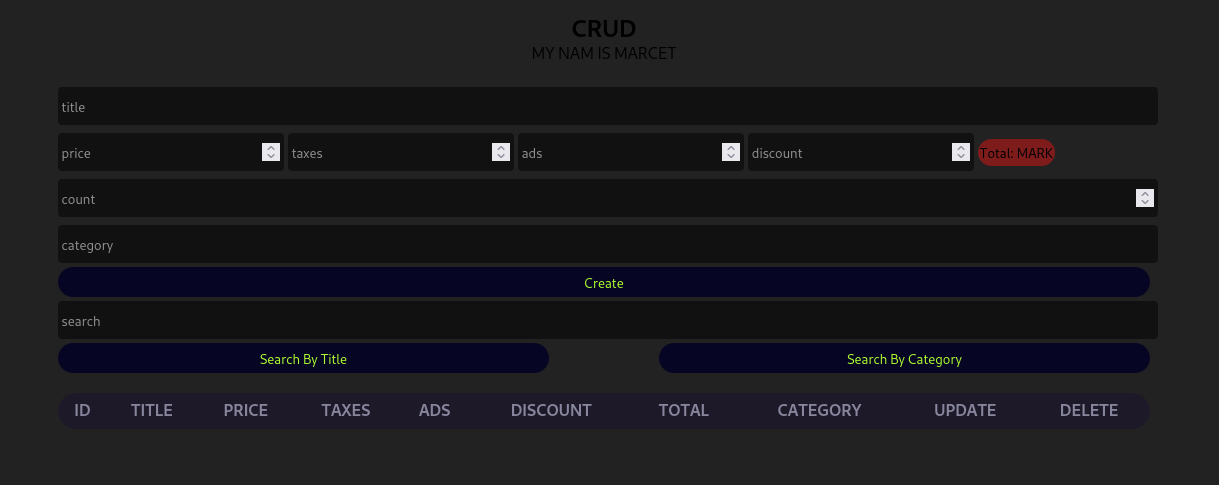 CRUD
MY NAM IS MARCET
title
price taxes ads discount Total: MARK
count
category
Create
search
Search By Title Search By Category
ID TITLE PRICE TAXES ADS DISCOUNT TOTAL CATEGORY UPDATE DELETE